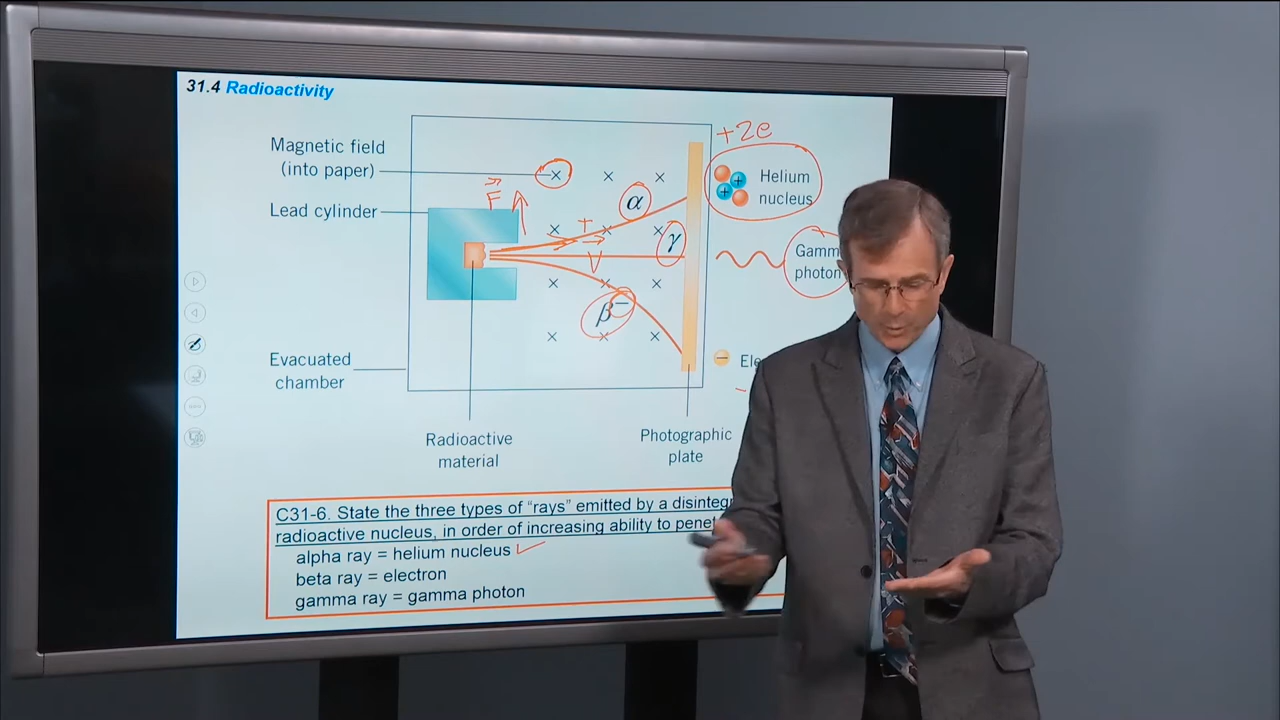 31.4 Radioactivity
Magnetic field
(into paper)
Lead cylinder
Evacuated
chamber
Radioactive
material
Photographic
plate
+2e
Helium
nucleus
F
+
V
α
γ
β−
Gamm
photon
C31-6. State the three types of "rays" emitted by a
radioactive nucleus, in order of increasing ability to
alpha ray = helium nucleus
beta ray = electron
gamma ray = gamma photon